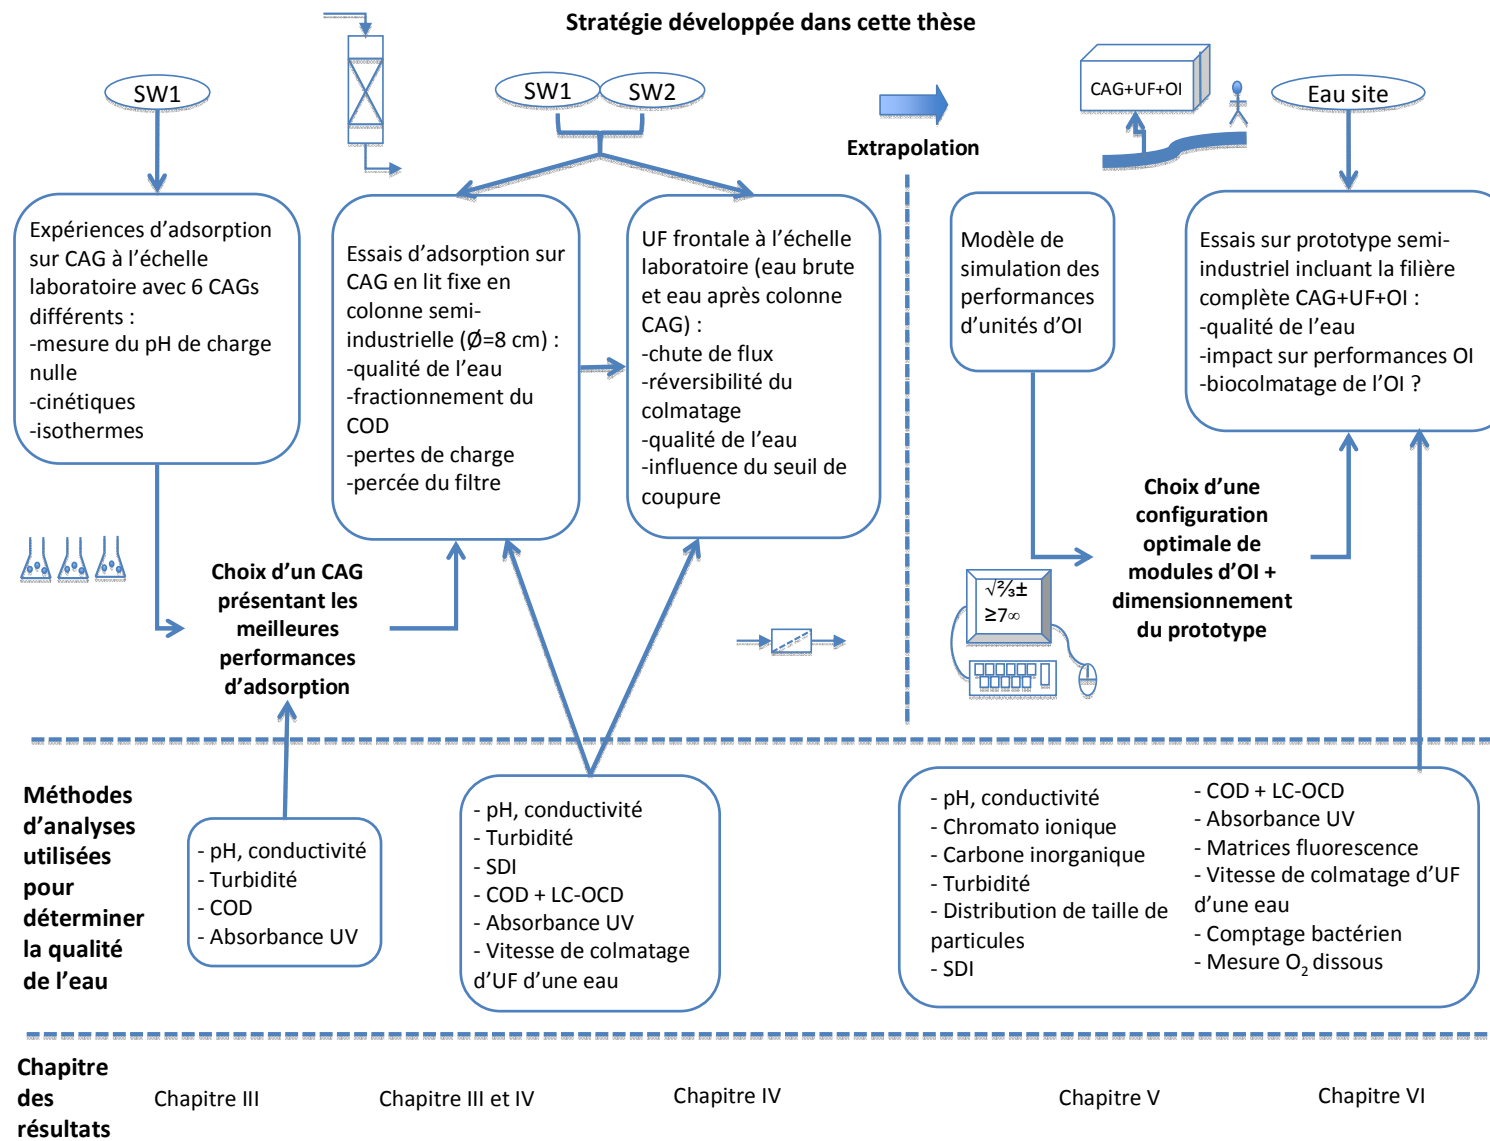 Stratégie développée dans cette thèse
SW1
SW1
SW2
Extrapolation
CAG+UF+OI
Eau site
Expériences d’adsorption
sur CAG à l’échelle
laboratoire avec 6 CAGs
différents :
-mesure du pH de charge
nulle
-cinétiques
-isothermes
Essais d’adsorption sur
CAG en lit fixe en
colonne semi-
industrielle (Ø=8 cm) :
-qualité de l’eau
-fractionnement du
COD
-pertes de charge
-percée du filtre
UF frontale à l’échelle
laboratoire (eau brute
et eau après colonne
CAG) :
-chute de flux
-réversibilité du
colmatage
-qualité de l’eau
-influence du seuil de
coupure
Modèle de
simulation des
performances
d’unités d’OI
Essais sur prototype semi-
industriel incluant la filière
complète CAG+UF+OI :
-qualité de l’eau
-impact sur performances OI
-biocolmatage de l’OI ?
Choix d’un CAG
présentant les
meilleures
performances
d’adsorption
√⅔±
≥7∞
Choix d’une
configuration
optimale de
modules d’OI +
dimensionnement
du prototype
Méthodes
d’analyses
utilisées
pour
déterminer
la qualité
de l’eau
- pH, conductivité
- Turbidité
- COD
- Absorbance UV
- pH, conductivité
- Turbidité
- SDI
- COD + LC-OCD
- Absorbance UV
- Vitesse de colmatage
d’UF d’une eau
- pH, conductivité
- Chromato ionique
- Carbone inorganique
- Turbidité
- Distribution de taille de
particules
- SDI
- COD + LC-OCD
- Absorbance UV
- Matrices fluorescence
- Vitesse de colmatage d’UF
d’une eau
- Comptage bactérien
- Mesure O₂ dissous
Chapitre
des
résultats
Chapitre III
Chapitre III et IV
Chapitre IV
Chapitre V
Chapitre VI